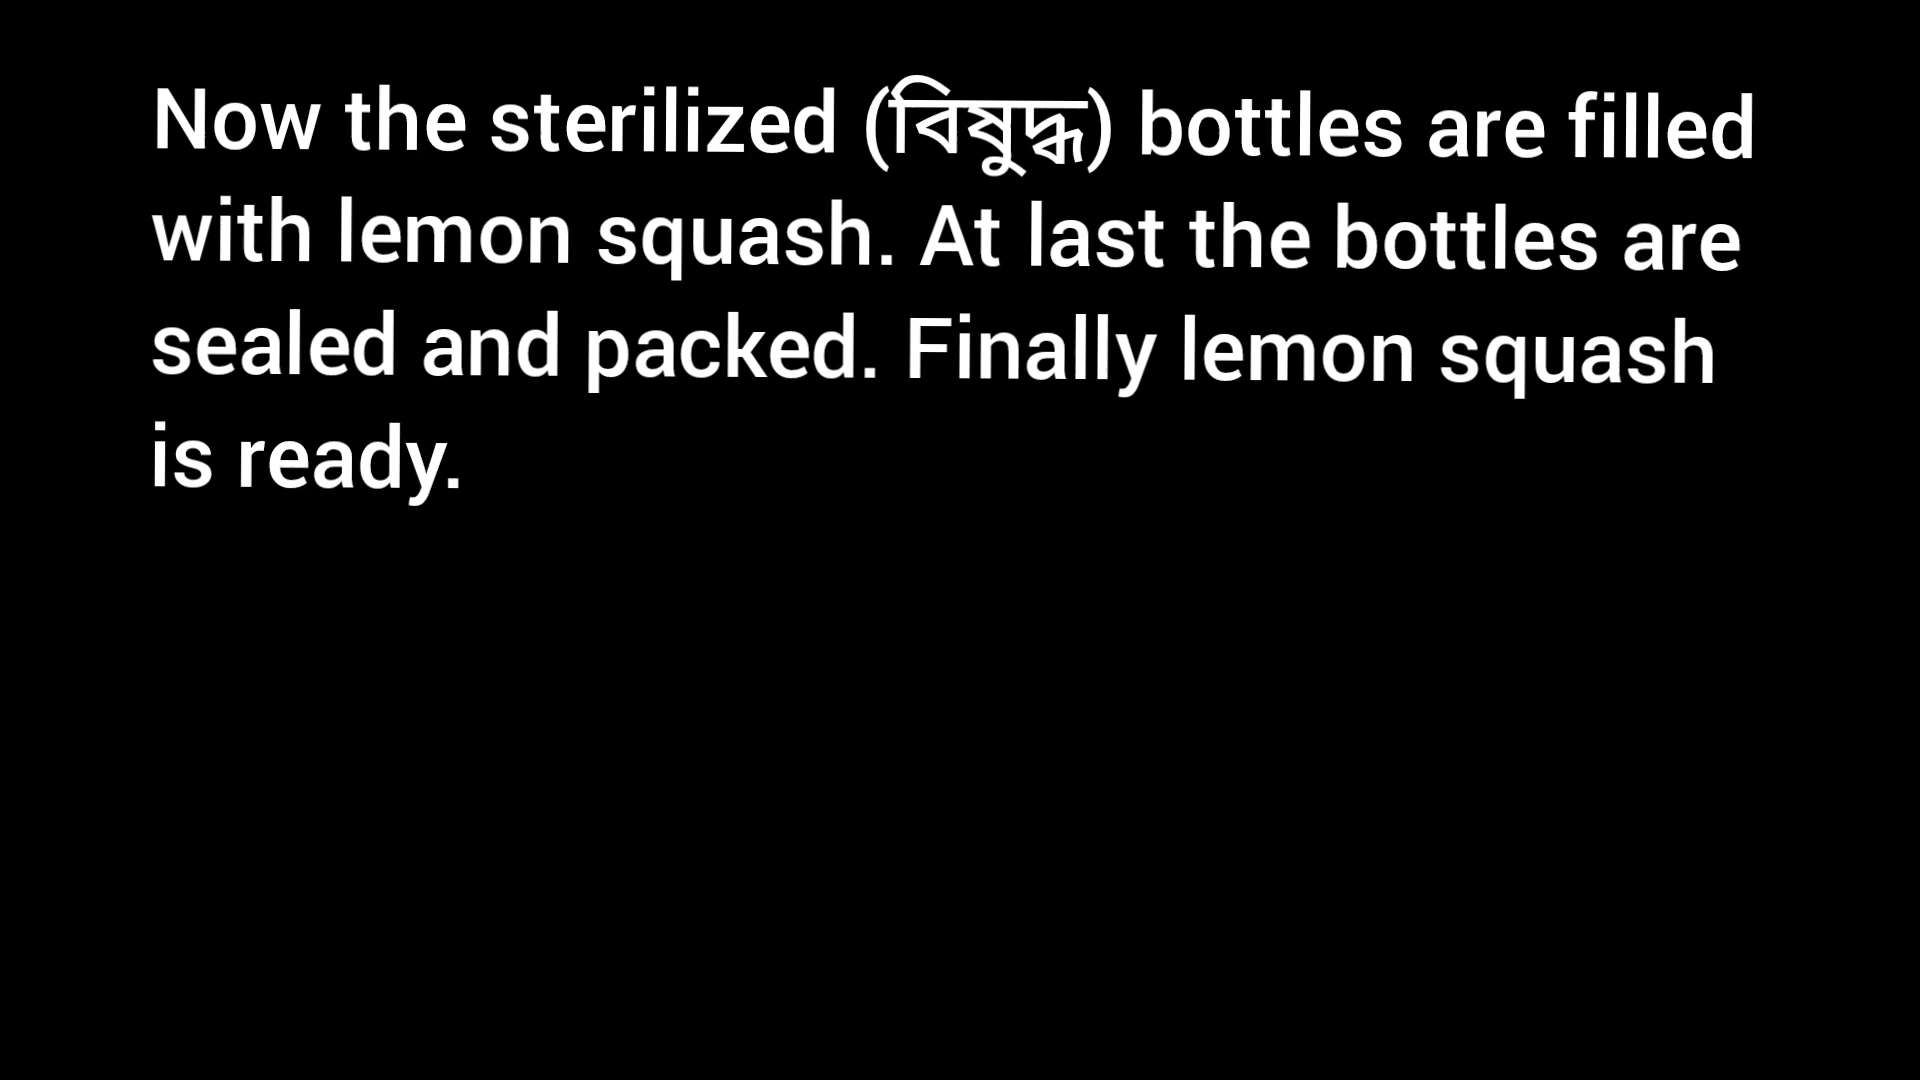 Now the sterilized (বিষুদ্ধ) bottles are filled
with lemon squash. At last the bottles are
sealed and packed. Finally lemon squash
is ready.